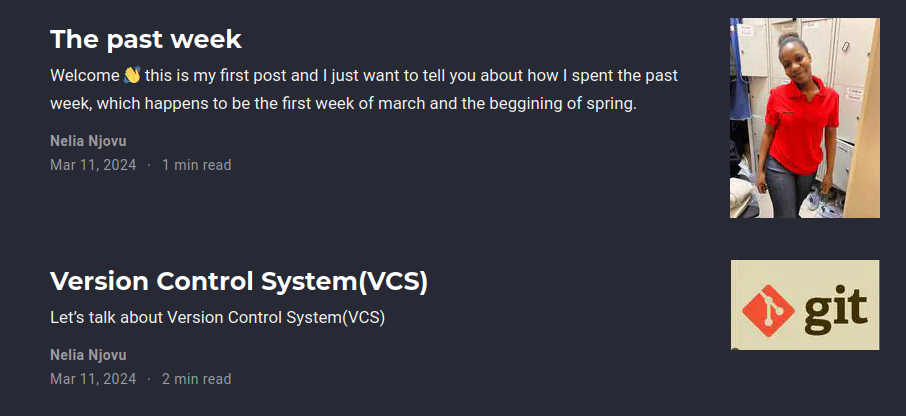 The past week
Welcome 👋 this is my first post and I just want to tell you about how I spent the past
week, which happens to be the first week of march and the beggining of spring.
Nelia Njovu
Mar 11, 2024 · 1 min read
Version Control System(VCS)
Let’s talk about Version Control System(VCS)
Nelia Njovu
Mar 11, 2024 · 2 min read
git